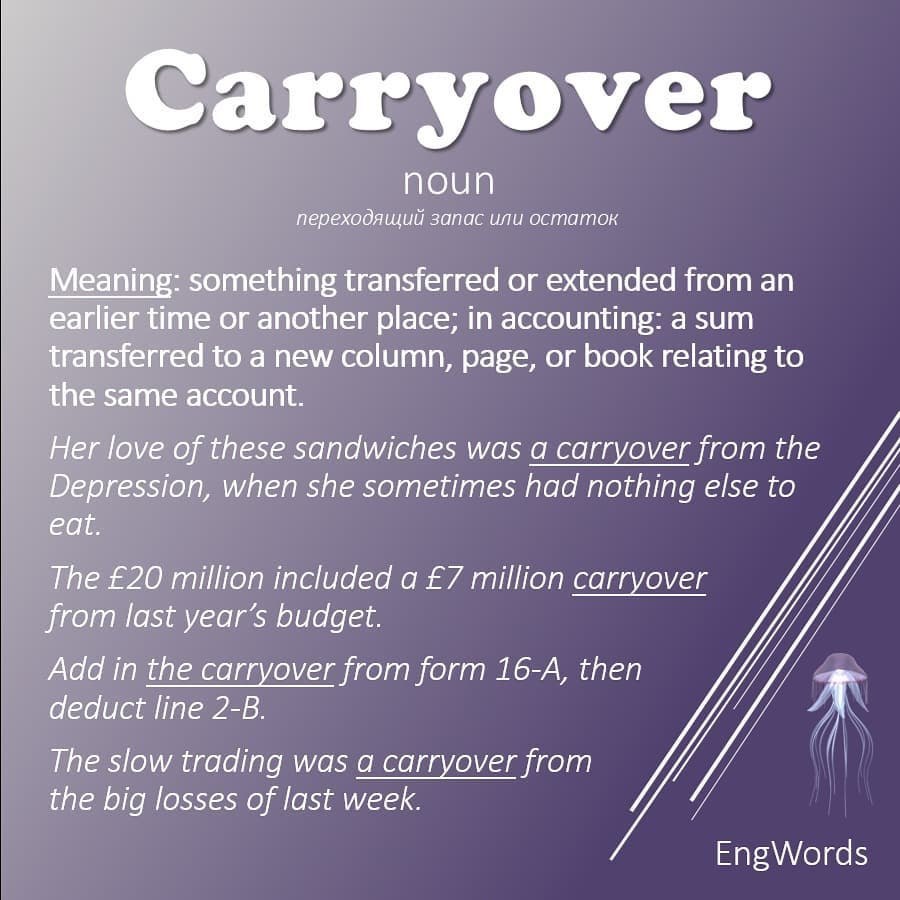 Carryover
noun
переходящий запас или остаток
Meaning: something transferred or extended from an
earlier time or another place; in accounting: a sum
transferred to a new column, page, or book relating to
the same account.
Her love of these sandwiches was a carryover from the
Depression, when she sometimes had nothing else to
eat.
The £20 million included a £7 million carryover
from last year’s budget.
Add in the carryover from form 16-A, then
deduct line 2-B.
The slow trading was a carryover from
the big losses of last week.
EngWords